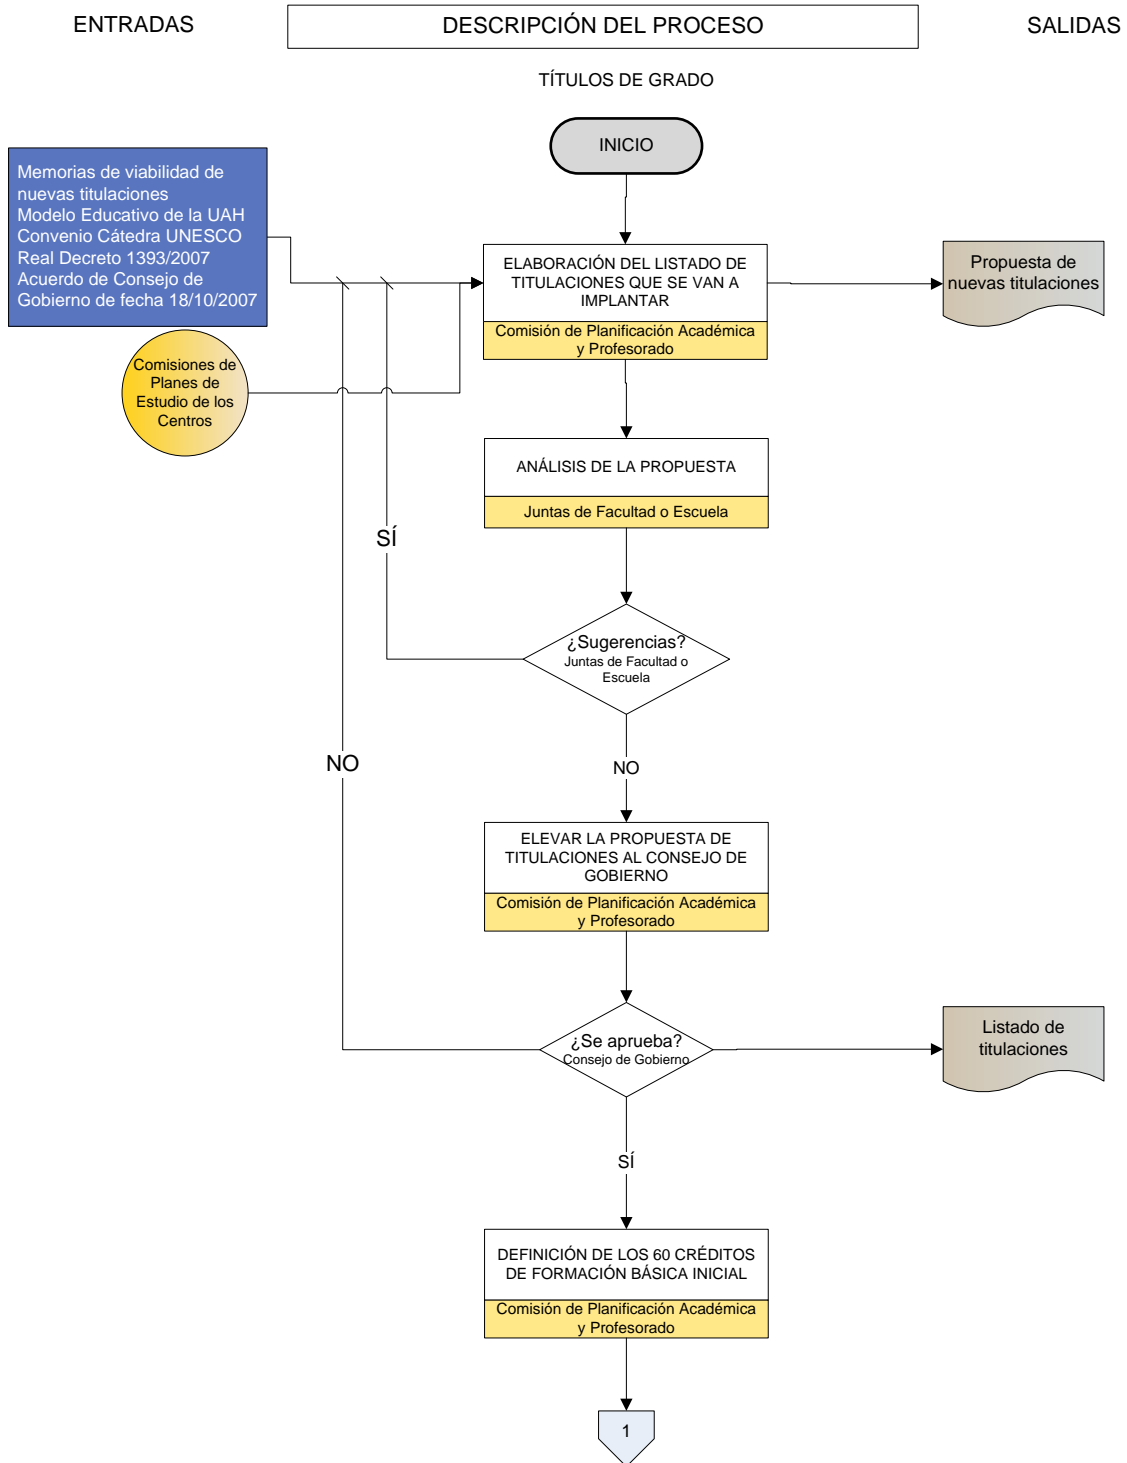 ENTRADAS
DESCRIPCIÓN DEL PROCESO
SALIDAS
TÍTULOS DE GRADO
INICIO
Memorias de viabilidad de
nuevas titulaciones
Modelo Educativo de la UAH
Convenio Cátedra UNESCO
Real Decreto 1393/2007
Acuerdo de Consejo de
Gobierno de fecha 18/10/2007
ELABORACIÓN DEL LISTADO DE
TITULACIONES QUE SE VAN A
IMPLANTAR
Comisión de Planificación Académica
y Profesorado
Propuesta de
nuevas titulaciones
Comisiones de
Planes de
Estudio de los
Centros
ANÁLISIS DE LA PROPUESTA
Juntas de Facultad o Escuela
SÍ
¿Sugerencias?
Juntas de Facultad o
Escuela
NO
NO
ELEVAR LA PROPUESTA DE
TITULACIONES AL CONSEJO DE
GOBIERNO
Comisión de Planificación Académica
y Profesorado
¿Se aprueba?
Consejo de Gobierno
Listado de
titulaciones
SÍ
DEFINICIÓN DE LOS 60 CRÉDITOS
DE FORMACIÓN BÁSICA INICIAL
Comisión de Planificación Académica
y Profesorado
1